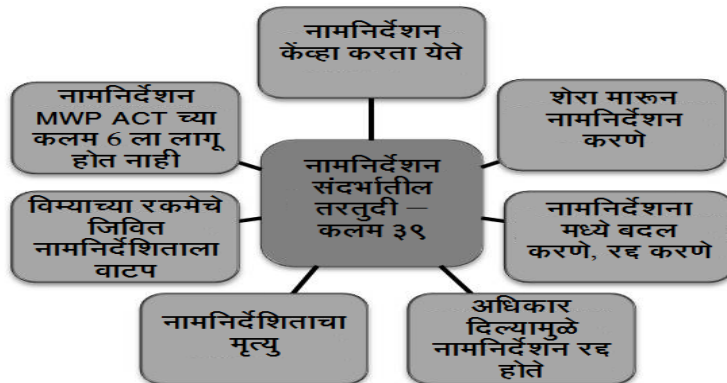 नामनिर्देशन
केंव्हा करता येते
शेरा मारून
नामनिर्देशन
करणे
नामनिर्देशना
मध्ये बदल
करणे, रद्द करणे
अधिकार
दिल्यामुळे
नामनिर्देशन रद्द
होते
नामनिर्देशिताचा
मृत्यु
विम्याच्या रकमेचे
जिवित
नामनिर्देशिताला
वाटप
नामनिर्देशन
MWP ACT च्या
कलम 6 ला लागू
होत नाही
नामनिर्देशन
संदर्भातील
तरतुदी –
कलम ३९